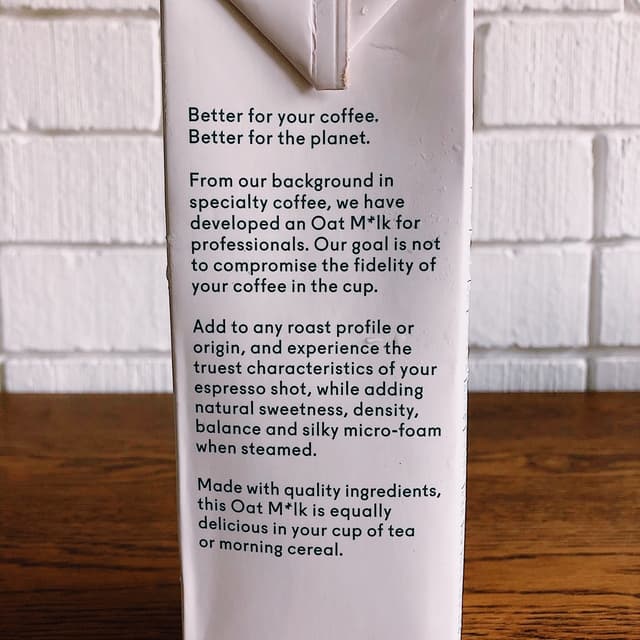 Better for your coffee.
Better for the planet.
From our background in
specialty coffee, we have
developed an Oat M*lk for
professionals. Our goal is not
to compromise the fidelity of
your coffee in the cup.
Add to any roast profile or
origin, and experience the
truest characteristics of your
espresso shot, while adding
natural sweetness, density,
balance and silky micro-foam
when steamed.
Made with quality ingredients,
this Oat M*lk is equally
delicious in your cup of tea
or morning cereal.